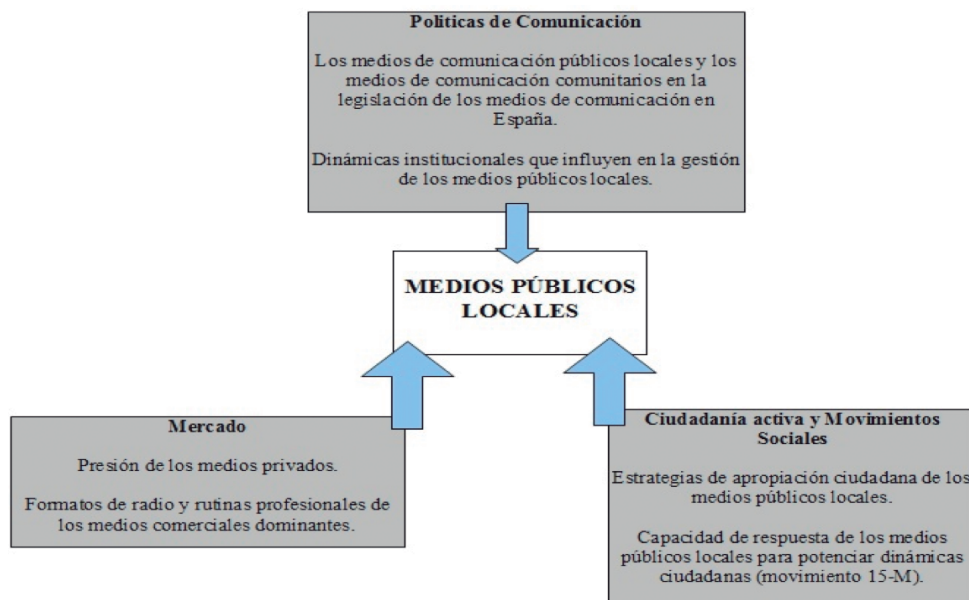 Políticas de Comunicación
Los medios de comunicación públicos locales y los
medios de comunicación comunitarios en la
legislación de los medios de comunicación en
España.
Dinámicas institucionales que influyen en la gestión
de los medios públicos locales.
MEDIOS PÚBLICOS
LOCALES
Mercado
Presión de los medios privados.
Formatos de radio y rutinas profesionales de
los medios comerciales dominantes.
Ciudadanía activa y Movimientos
Sociales
Estrategias de apropiación ciudadana de los
medios públicos locales.
Capacidad de respuesta de los medios
públicos locales para potenciar dinámicas
ciudadanas (movimiento 15-M).